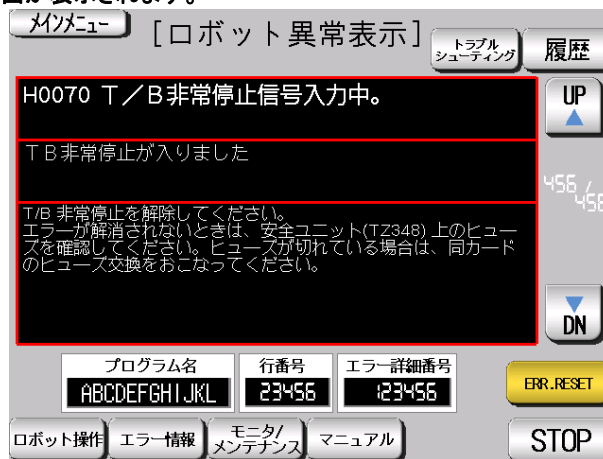 メインメニュー
[ロボット異常表示]
トラブル
シューティング
履歴
H0070 T／B非常停止信号入力中。
UP
TB非常停止が入りました
456 /
456
T/B 非常停止を解除してください。
エラーが解消されないときは、安全ユニット(TZ348) 上のヒュー
ズを確認してください。ヒューズが切れている場合は、同カード
のヒューズ交換をおこなってください。
DN
プログラム名
行番号
エラー詳細番号
ABCDEFGHIJKL
23456
123456
ERR.RESET
ロボット操作
エラー情報
モニタ/
メンテナンス
マニュアル
STOP